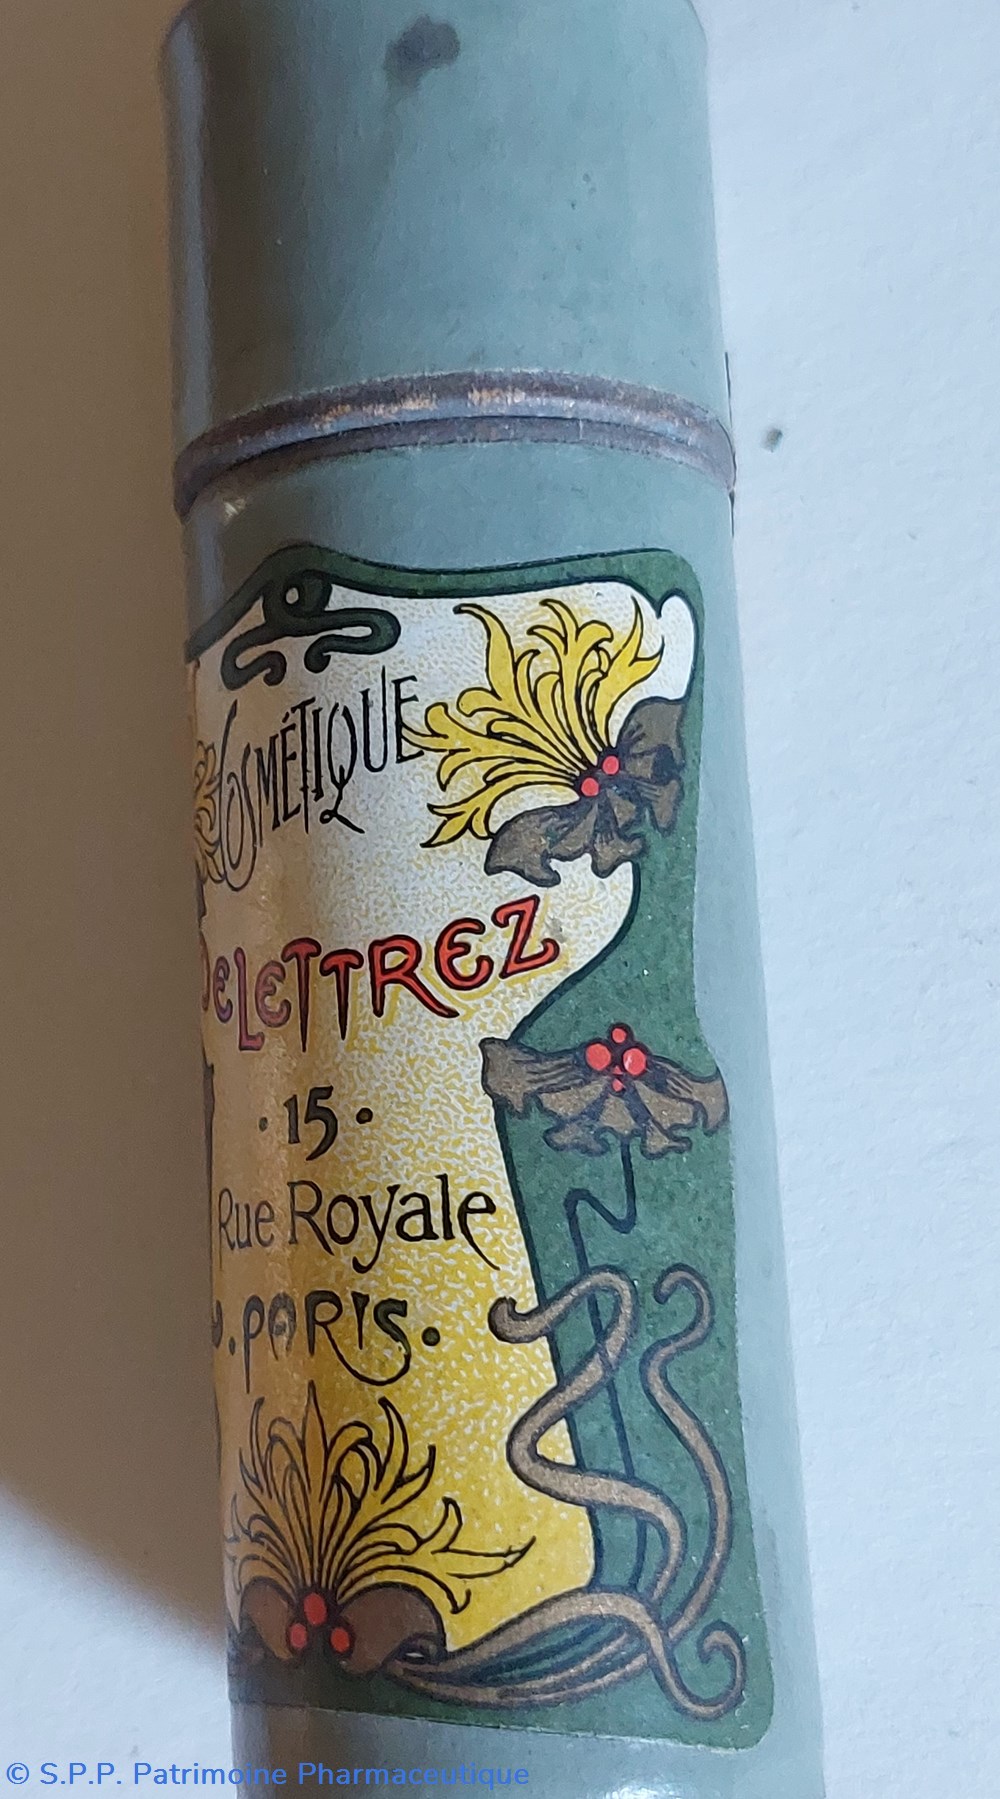 COSMÉTIQUE
DELETTREZ
· 15 ·
Rue Royale
. PARIS .
© S.P.P. Patrimoine Pharmaceutique